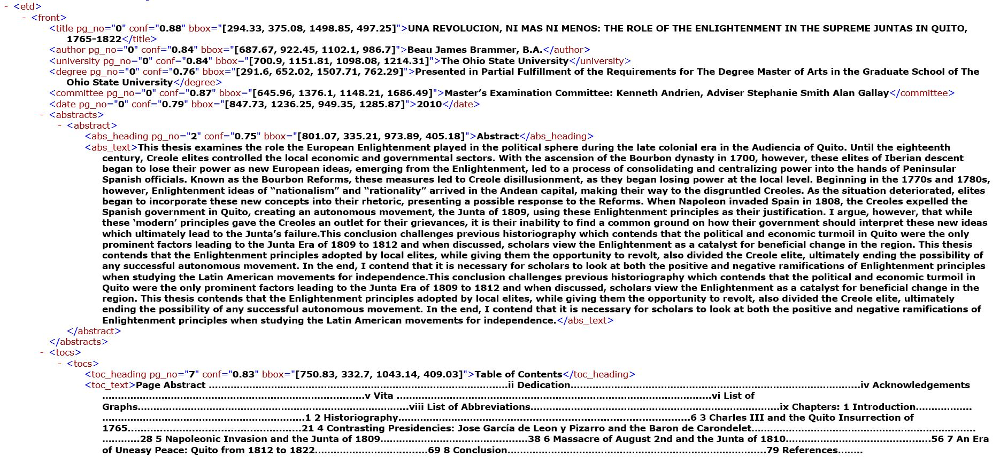 - <etd>
- <front>
<title pg_no="0" conf="0.88" bbox="[294.33, 375.08, 1498.85, 497.25]">UNA REVOLUCION, NI MAS NI MENOS: THE ROLE OF THE ENLIGHTENMENT IN THE SUPREME JUNTAS IN QUITO,
1765-1822</title>
<author pg_no="0" conf="0.84" bbox="[687.67, 922.45, 1102.1, 986.7]">Beau James Brammer, B.A.</author>
<university pg_no="0" conf="0.84" bbox="[700.9, 1151.81, 1098.08, 1214.31]">The Ohio State University</university>
<degree pg_no="0" conf="0.76" bbox="[291.6, 652.02, 1507.71, 762.29]">Presented in Partial Fulfillment of the Requirements for The Degree Master of Arts in the Graduate School of The
Ohio State University</degree>
<committee pg_no="0" conf="0.87" bbox="[645.96, 1376.1, 1148.21, 1686.49]">Master’s Examination Committee: Kenneth Andrien, Adviser Stephanie Smith Alan Gallay</committee>
<date pg_no="0" conf="0.79" bbox="[847.73, 1236.25, 949.35, 1285.87]">2010</date>
- <abstracts>
- <abstract>
<abs_heading pg_no="2" conf="0.75" bbox="[801.07, 335.21, 973.89, 405.18]">Abstract</abs_heading>
<abs_text>This thesis examines the role the European Enlightenment played in the political sphere during the late colonial era in the Audiencia of Quito. Until the eighteenth
century, Creole elites controlled the local economic and governmental sectors. With the ascension of the Bourbon dynasty in 1700, however, these elites of Iberian descent
began to lose their power as new European ideas, emerging from the Enlightenment, led to a process of consolidating and centralizing power into the hands of Peninsular
Spanish officials. Known as the Bourbon Reforms, these measures led to Creole disillusionment, as they began losing power at the local level. Beginning in the 1770s and 1780s,
however, Enlightenment ideas of “nationalism” and “rationality” arrived in the Andean capital, making their way to the disgruntled Creoles. As the situation deteriorated, elites
began to incorporate these new concepts into their rhetoric, presenting a possible response to the Reforms. When Napoleon invaded Spain in 1808, the Creoles expelled the
Spanish government in Quito, creating an autonomous movement, the Junta of 1809, using these Enlightenment principles as their justification. I argue, however, that while
these ‘modern’ principles gave the Creoles an outlet for their grievances, it is their inability to find a common ground on how their government should interpret these new ideas
which ultimately lead to the Junta’s failure.This conclusion challenges previous historiography which contends that the political and economic turmoil in Quito were the only
prominent factors leading to the Junta Era of 1809 to 1812 and when discussed, scholars view the Enlightenment as a catalyst for beneficial change in the region. This thesis
contends that the Enlightenment principles adopted by local elites, while giving them the opportunity to revolt, also divided the Creole elite, ultimately ending the possibility of
any successful autonomous movement. In the end, I contend that it is necessary for scholars to look at both the positive and negative ramifications of Enlightenment principles
when studying the Latin American movements for independence.This conclusion challenges previous historiography which contends that the political and economic turmoil in
Quito were the only prominent factors leading to the Junta Era of 1809 to 1812 and when discussed, scholars view the Enlightenment as a catalyst for beneficial change in the
region. This thesis contends that the Enlightenment principles adopted by local elites, while giving them the opportunity to revolt, also divided the Creole elite, ultimately
ending the possibility of any successful autonomous movement. In the end, I contend that it is necessary for scholars to look at both the positive and negative ramifications of
Enlightenment principles when studying the Latin American movements for independence.</abs_text>
</abstract>
</abstracts>
- <tocs>
- <tocs>
<toc_heading pg_no="7" conf="0.83" bbox="[750.83, 332.7, 1043.14, 409.03]">Table of Contents</toc_heading>
<toc_text>Page Abstract ................................................................................................ii Dedication.............................................................................................iv Acknowledgements
....................................................................................v Vita .....................................................................................................vi List of
Graphs.......................................................................................viii List of Abbreviations................................................................................ix Chapters: 1 Introduction..................
.................................................................1 2 Historiography..............................................................................................6 3 Charles III and the Quito Insurrection of
1765........................................................21 4 Contrasting Presidencies: Jose García de Leon y Pizarro and the Baron de Carondelet........................................................................
............28 5 Napoleonic Invasion and the Junta of 1809...............................................38 6 Massacre of August 2nd and the Junta of 1810...............................................56 7 An Era
of Uneasy Peace: Quito from 1812 to 1822....................................69 8 Conclusion...................................................................................79 References........